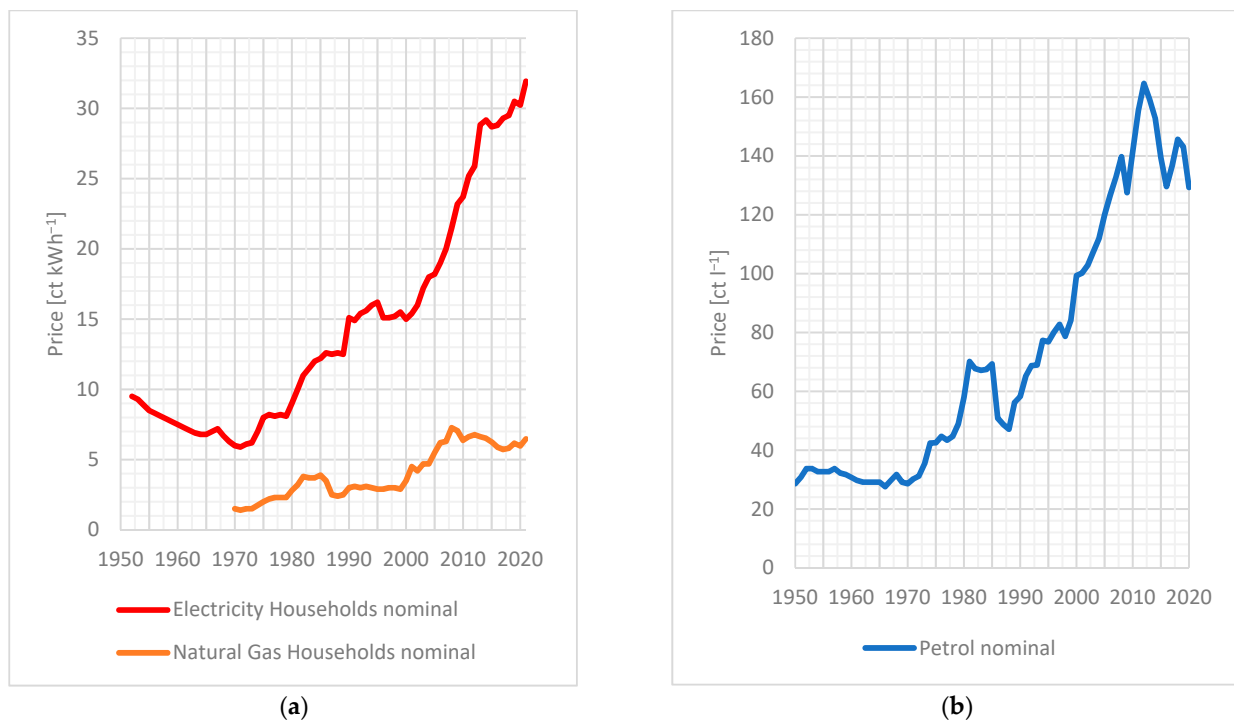 35
30
25
20
15
10
5
0
Price [ct kWh⁻¹]
1950 1960 1970 1980 1990 2000 2010 2020
Electricity Households nominal
Natural Gas Households nominal
(a)
180
160
140
120
100
80
60
40
20
0
Price [ct l⁻¹]
1950 1960 1970 1980 1990 2000 2010 2020
Petrol nominal
(b)